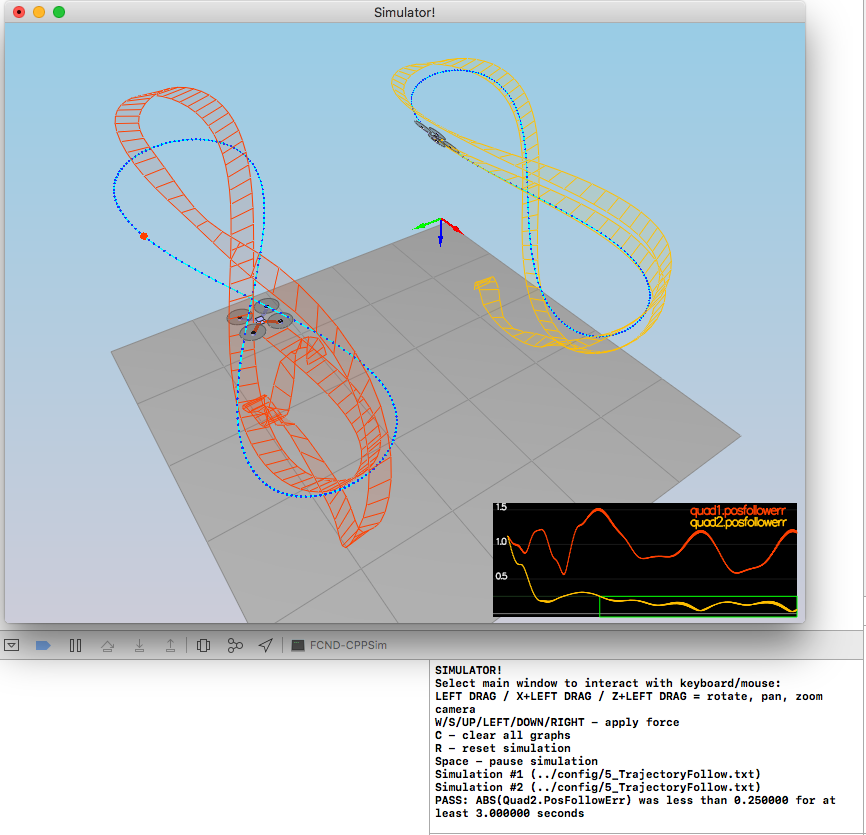 Simulator!
1.5
quad1.posfollowerr
quad2.posfollowerr
1.0
0.5
FCND-CPPSim
SIMULATOR!
Select main window to interact with keyboard/mouse:
LEFT DRAG / X+LEFT DRAG / Z+LEFT DRAG = rotate, pan, zoom
camera
W/S/UP/LEFT/DOWN/RIGHT – apply force
C – clear all graphs
R – reset simulation
Space – pause simulation
Simulation #1 (../config/5_TrajectoryFollow.txt)
Simulation #2 (../config/5_TrajectoryFollow.txt)
PASS: ABS(Quad2.PosFollowErr) was less than 0.250000 for at
least 3.000000 seconds